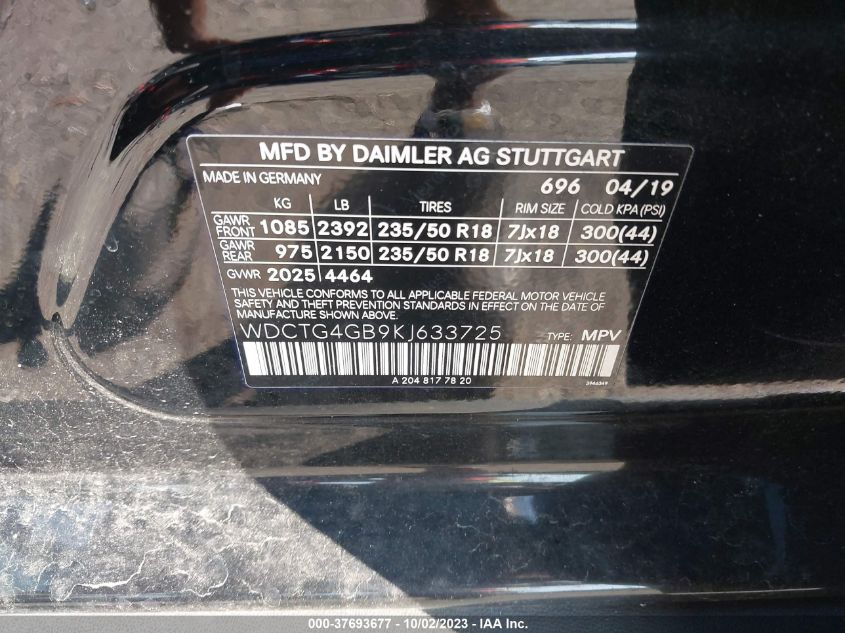 MFD BY DAIMLER AG STUTTGART
MADE IN GERMANY 696 04/19
KG LB TIRES RIM SIZE COLD KPA(PSI)
GAWR FRONT 1085 2392 235/50 R18 7Jx18 300(44)
GAWR REAR 975 2150 235/50 R18 7Jx18 300(44)
GVWR 2025 4464
THIS VEHICLE CONFORMS TO ALL APPLICABLE FEDERAL MOTOR VEHICLE
SAFETY AND THEFT PREVENTION STANDARDS IN EFFECT ON THE DATE OF
MANUFACTURE SHOWN ABOVE.
WDCTG4GB9KJ633725 TYPE: MPV
A 204 817 78 20
000-37693677 - 10/02/2023 - IAA Inc.